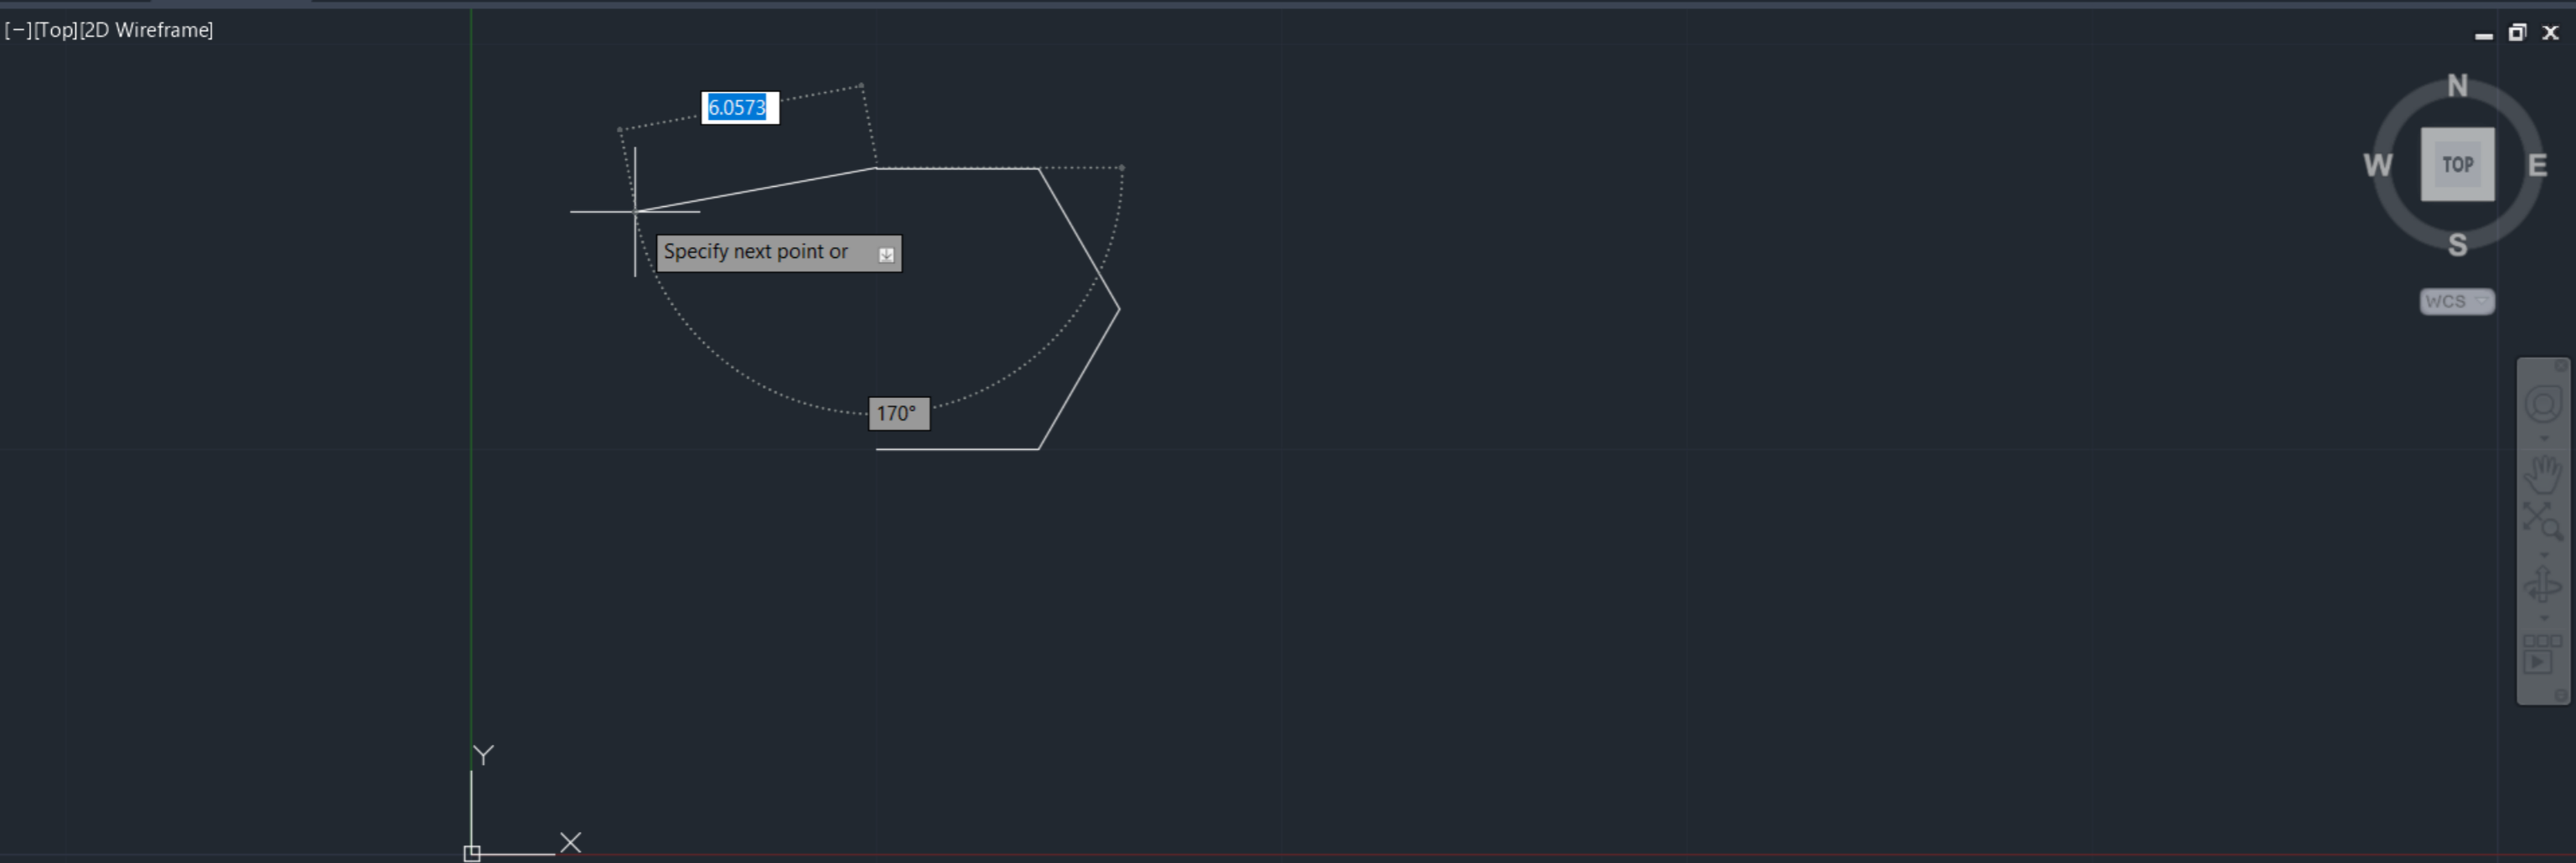 [−][Top][2D Wireframe]
N
6.0573
W
TOP
E
S
Specify next point or
WCS
170°
Y
X